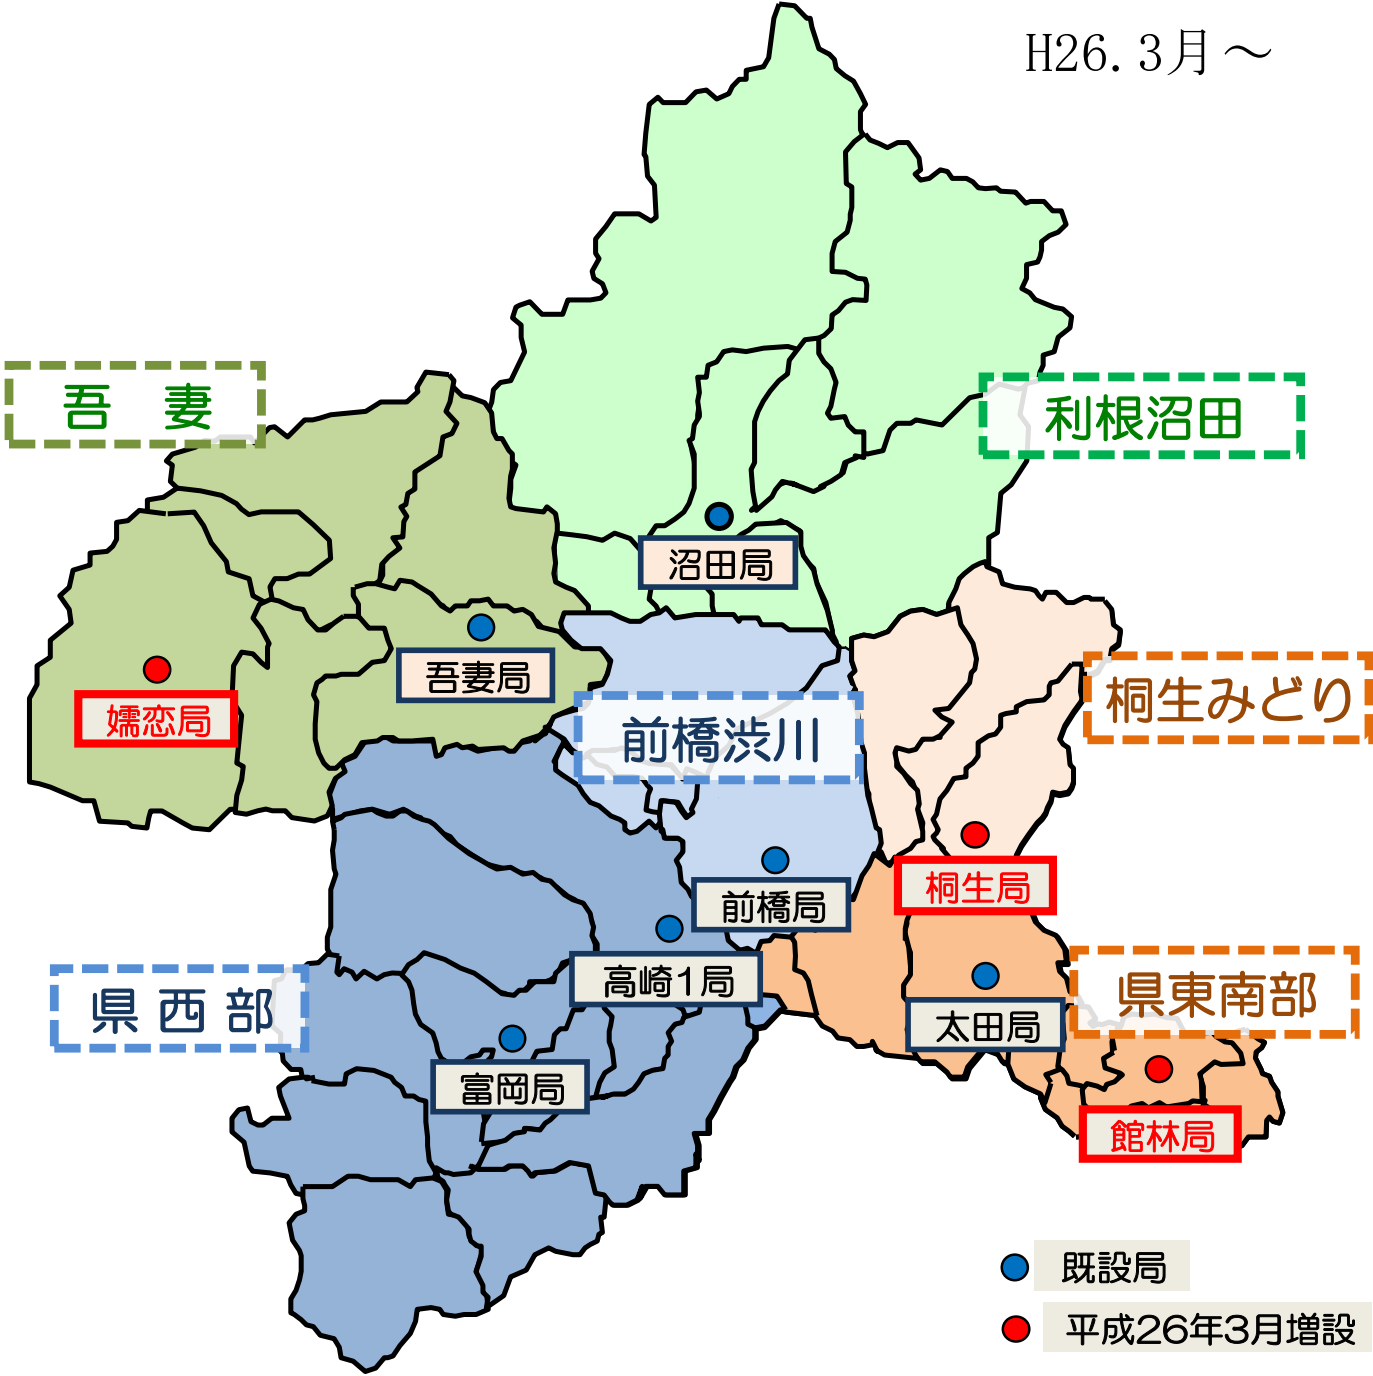 H26.3月～
吾　妻
利根沼田
沼田局
吾妻局
嬬恋局
桐生みどり
前橋渋川
桐生局
前橋局
高崎1局
県西部
県東南部
太田局
富岡局
館林局
既設局
平成26年3月増設